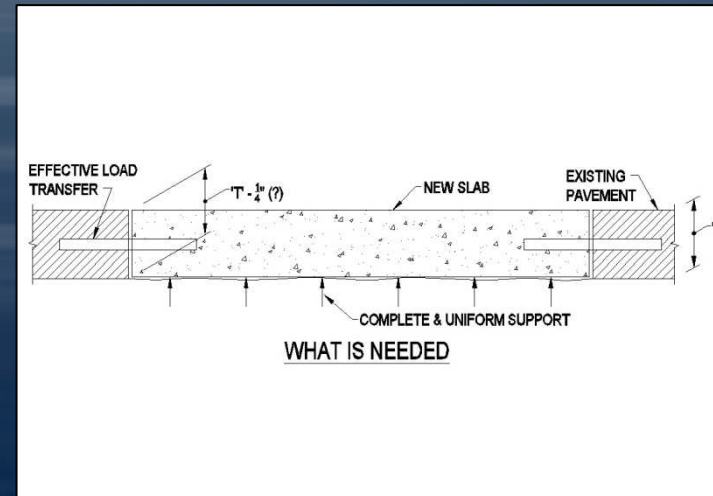 EFFECTIVE LOAD
TRANSFER
'T' - 1/4" (?)
NEW SLAB
EXISTING
PAVEMENT
COMPLETE & UNIFORM SUPPORT
WHAT IS NEEDED